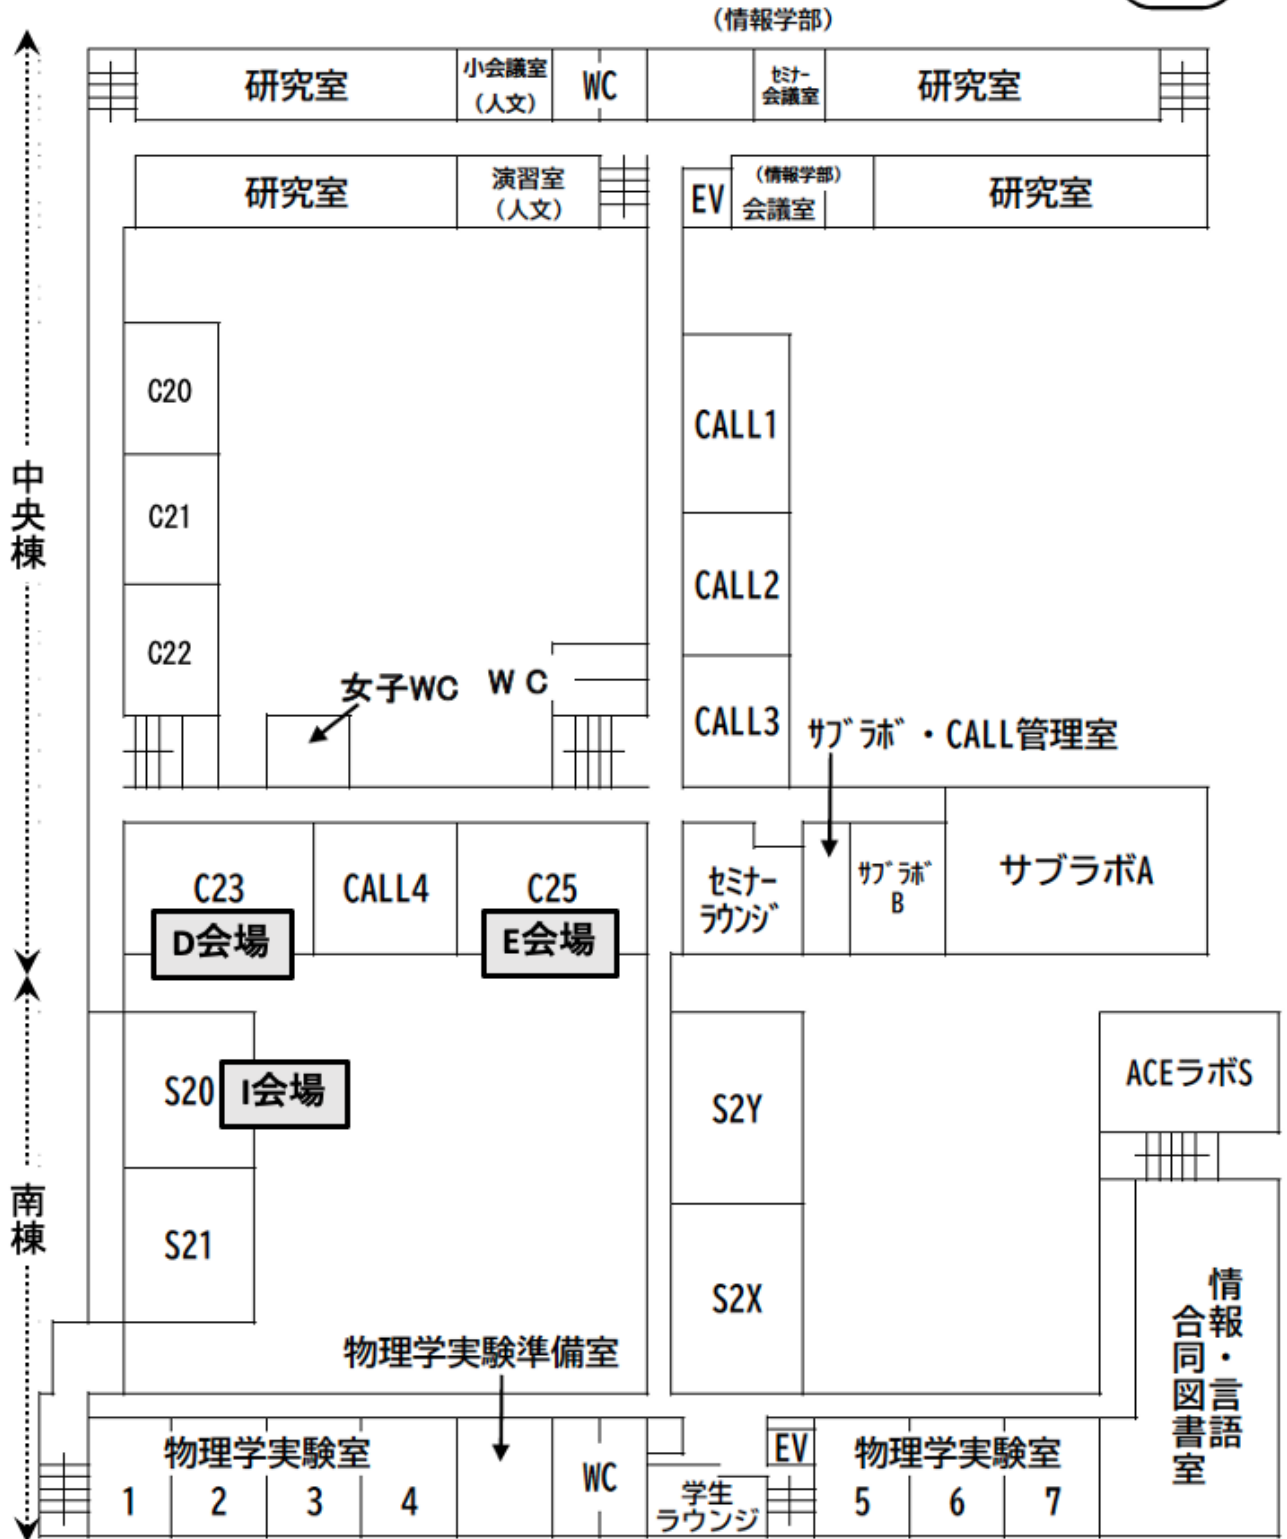 （情報学部）
研究室
小会議室
（人文）
WC
ｾﾐﾅｰ
会議室
研究室
研究室
演習室
（人文）
EV
（情報学部）
会議室
研究室
中央棟
C20
C21
C22
CALL1
CALL2
CALL3
女子WC
ＷＣ
ｻﾌﾞﾗﾎﾞ・CALL管理室
C23
D会場
CALL4
C25
E会場
ｾﾐﾅｰ
ﾗｳﾝｼﾞ
ｻﾌﾞﾗﾎﾞ
B
サブラボA
南棟
S20
I会場
S21
S2Y
S2X
ACEラボS
情報・言語
合同図書室
物理学実験準備室
物理学実験室
1 2 3 4
WC
学生
ラウンジ
EV
物理学実験室
5 6 7